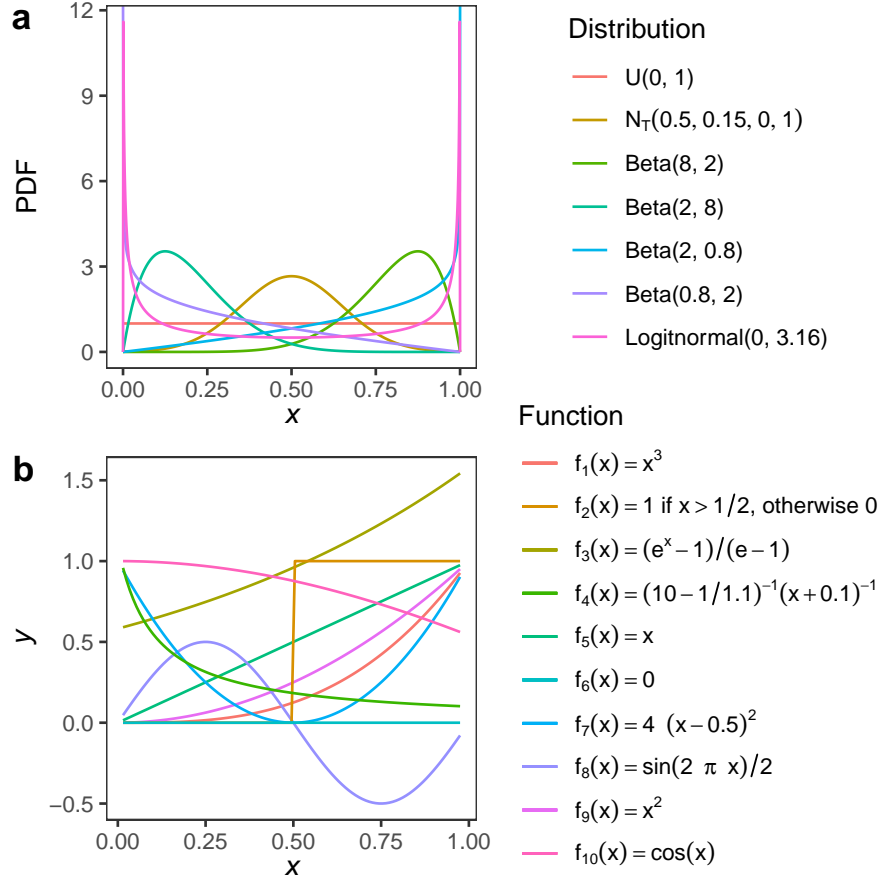 a
12
9
6
3
0
PDF
0.00 0.25 0.50 0.75 1.00
x
Distribution
U(0, 1)
N_T(0.5, 0.15, 0, 1)
Beta(8, 2)
Beta(2, 8)
Beta(2, 0.8)
Beta(0.8, 2)
Logitnormal(0, 3.16)
b
1.5
1.0
0.5
0.0
−0.5
y
0.00 0.25 0.50 0.75 1.00
x
Function
f₁(x) = x³
f₂(x) = 1 if x > 1/2, otherwise 0
f₃(x) = (eˣ − 1)/(e − 1)
f₄(x) = (10 − 1/1.1)⁻¹(x + 0.1)⁻¹
f₅(x) = x
f₆(x) = 0
f₇(x) = 4 (x − 0.5)²
f₈(x) = sin(2 π x)/2
f₉(x) = x²
f₁₀(x) = cos(x)